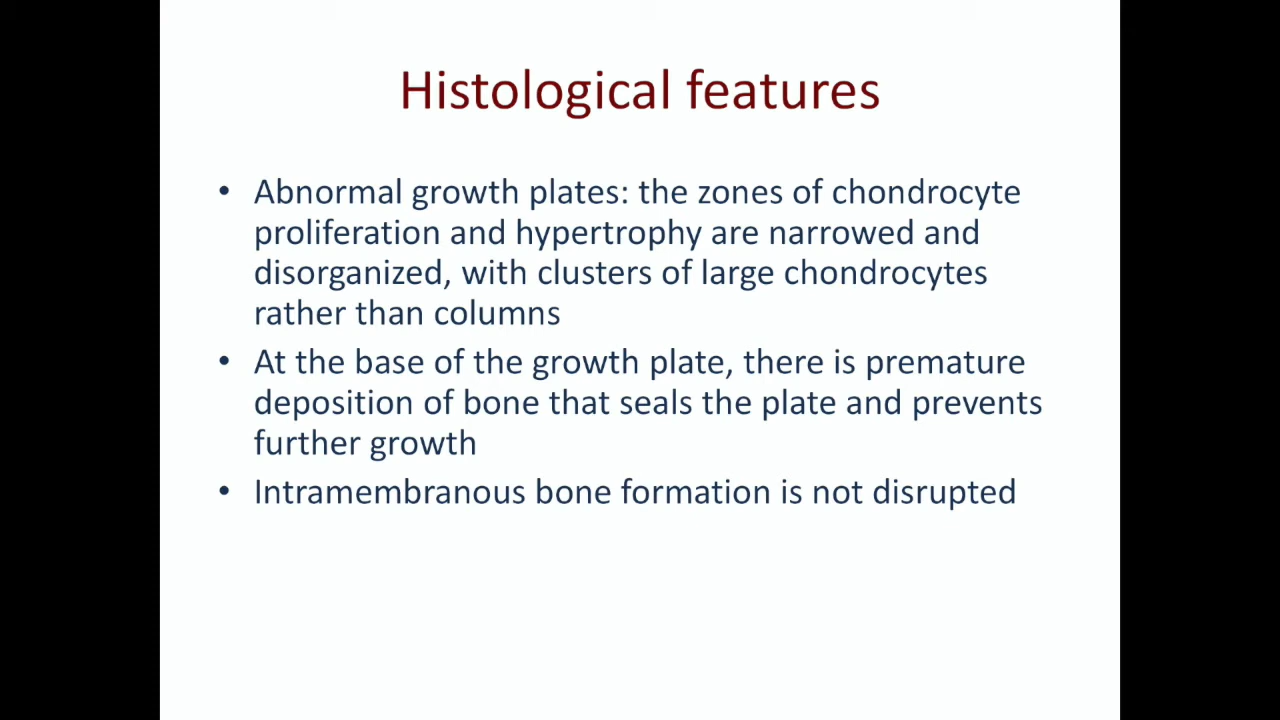 Histological features
• Abnormal growth plates: the zones of chondrocyte
proliferation and hypertrophy are narrowed and
disorganized, with clusters of large chondrocytes
rather than columns
• At the base of the growth plate, there is premature
deposition of bone that seals the plate and prevents
further growth
• Intramembranous bone formation is not disrupted